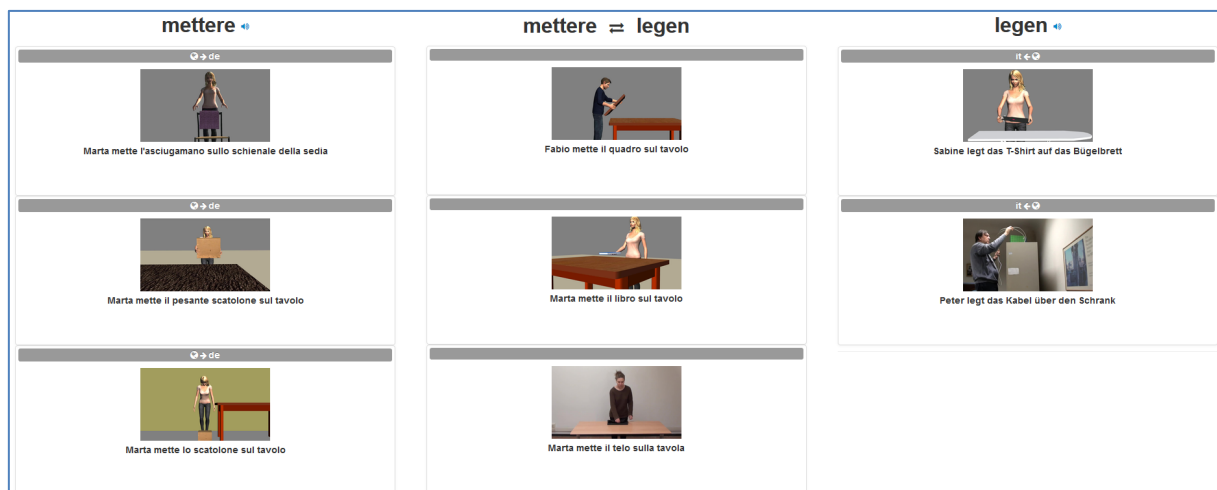 mettere
mettere ⇄ legen
legen
→ de
Marta mette l'asciugamano sullo schienale della sedia
→ de
Marta mette il pesante scatolone sul tavolo
→ de
Marta mette lo scatolone sul tavolo
Fabio mette il quadro sul tavolo
Marta mette il libro sul tavolo
Marta mette il telo sulla tavola
it ←
Sabine legt das T-Shirt auf das Bügelbrett
it ←
Peter legt das Kabel über den Schrank